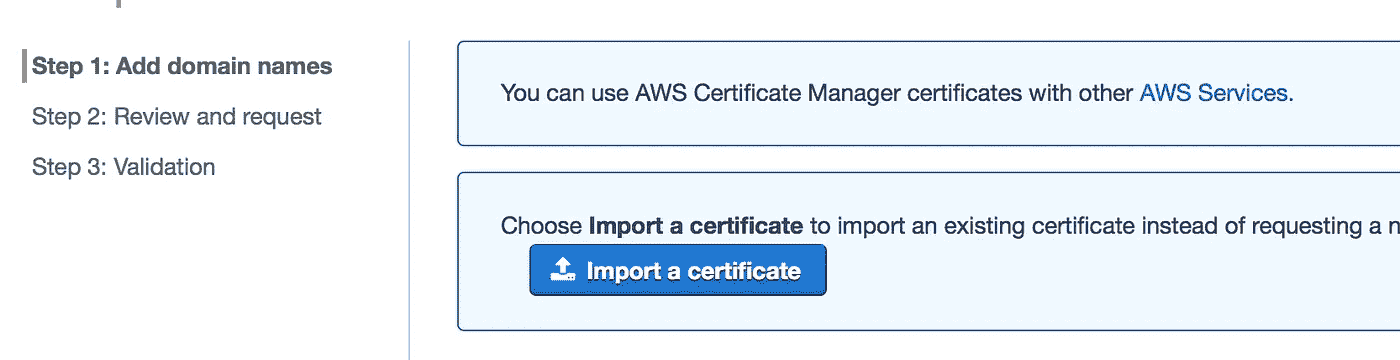 Step 1: Add domain names
Step 2: Review and request
Step 3: Validation
You can use AWS Certificate Manager certificates with other AWS Services.
Choose Import a certificate to import an existing certificate instead of requesting a
Import a certificate